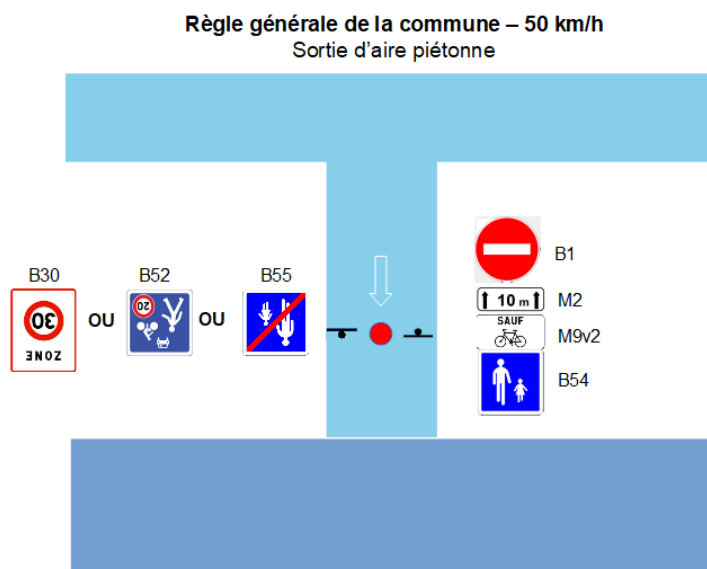 Règle générale de la commune – 50 km/h
Sortie d'aire piétonne
B1
10 m
M2
SAUF
M9v2
B54
B30
30
ZONE
OU
B52
20
OU
B55